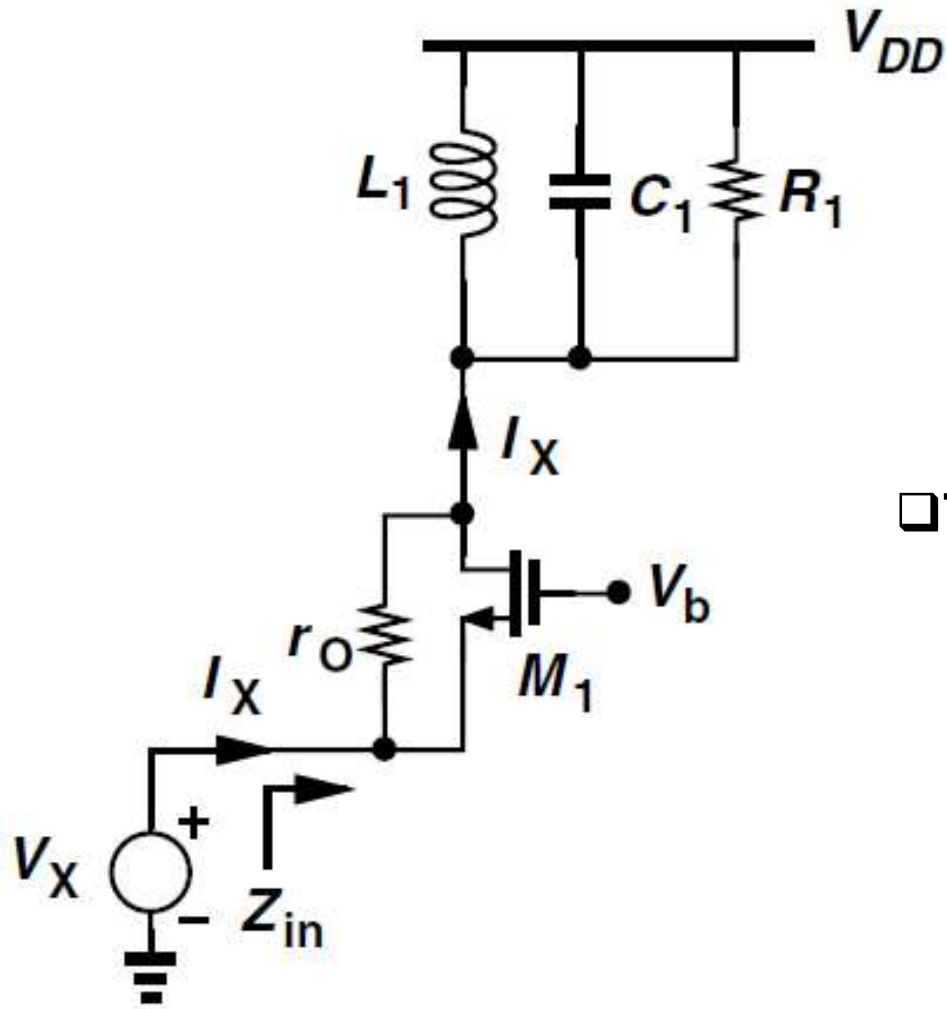 V_DD
L_1
C_1
R_1
I_X
V_b
r_O
M_1
I_X
+
V_X
−
Z_in